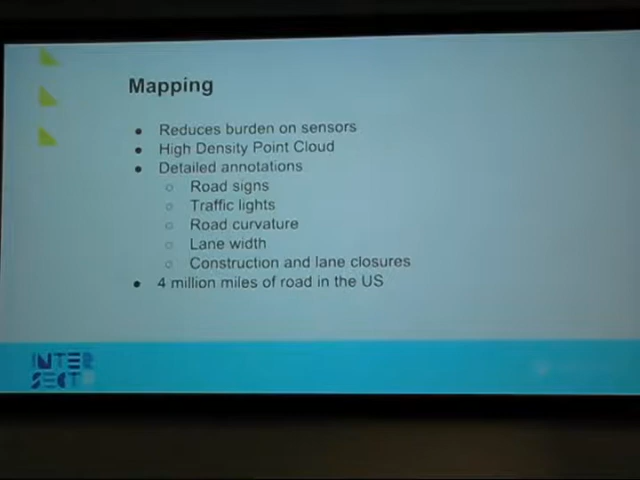 Mapping
● Reduces burden on sensors
● High Density Point Cloud
● Detailed annotations
○ Road signs
○ Traffic lights
○ Road curvature
○ Lane width
○ Construction and lane closures
● 4 million miles of road in the US
INTER
SECT